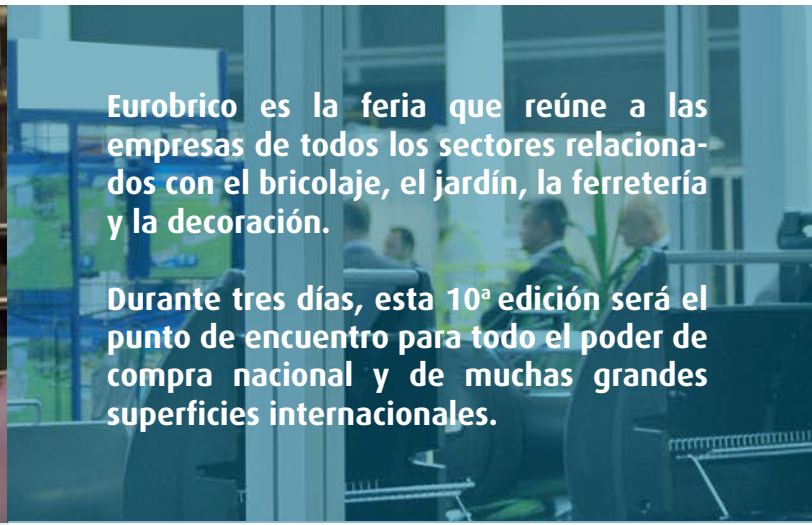 Eurobrico es la feria que reúne a las
empresas de todos los sectores relaciona-
dos con el bricolaje, el jardín, la ferretería
y la decoración.
Durante tres días, esta 10ª edición será el
punto de encuentro para todo el poder de
compra nacional y de muchas grandes
superficies internacionales.